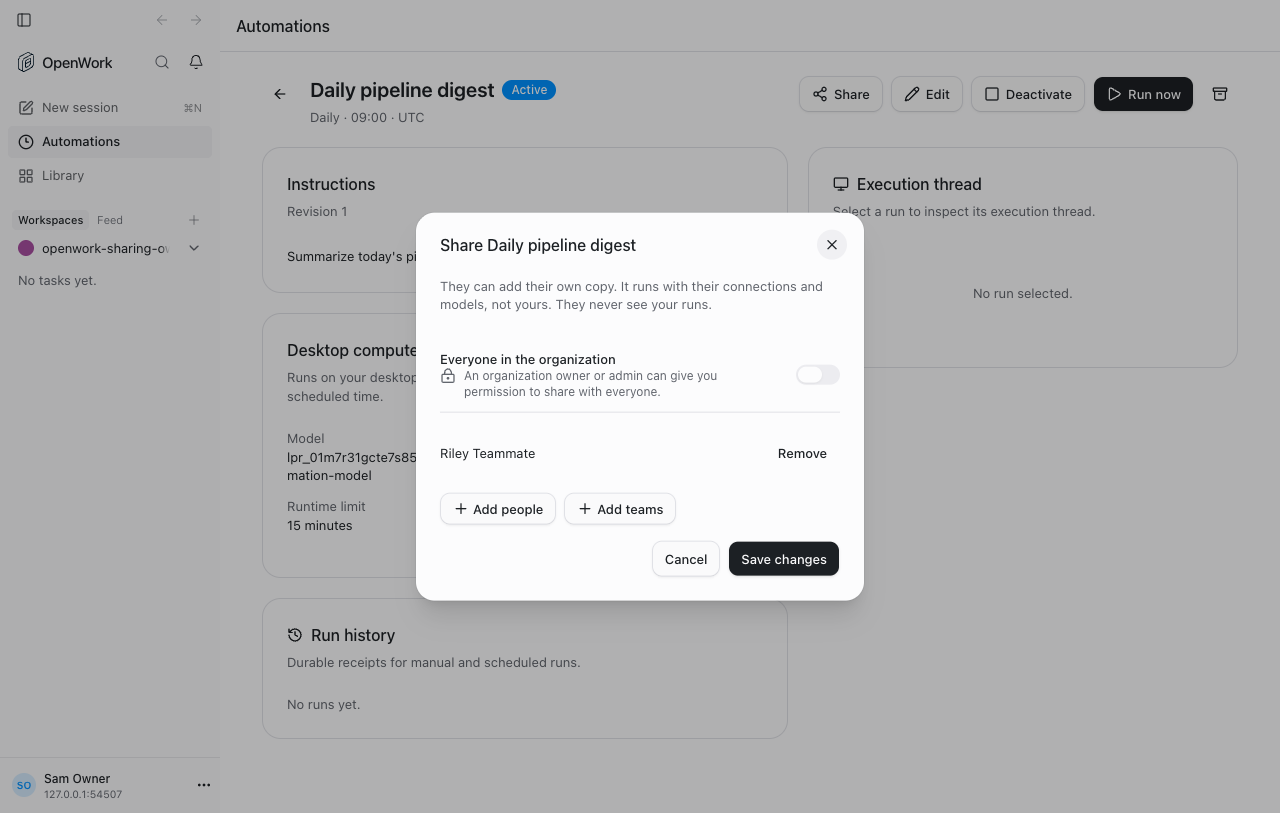 Automations
OpenWork
New session
⌘N
Automations
Library
Workspaces
Feed
openwork-sharing-ow
No tasks yet.
Sam Owner
127.0.0.1:54507
SO
Daily pipeline digest
Active
Daily · 09:00 · UTC
Share
Edit
Deactivate
Run now
Instructions
Revision 1
Summarize today's pi
Desktop compute
Runs on your desktop
scheduled time.
Model
lpr_01m7r31gcte7s85
mation-model
Runtime limit
15 minutes
Run history
Durable receipts for manual and scheduled runs.
No runs yet.
Execution thread
Select a run to inspect its execution thread.
No run selected.
Share Daily pipeline digest
They can add their own copy. It runs with their connections and
models, not yours. They never see your runs.
Everyone in the organization
An organization owner or admin can give you
permission to share with everyone.
Riley Teammate
Remove
Add people
Add teams
Cancel
Save changes